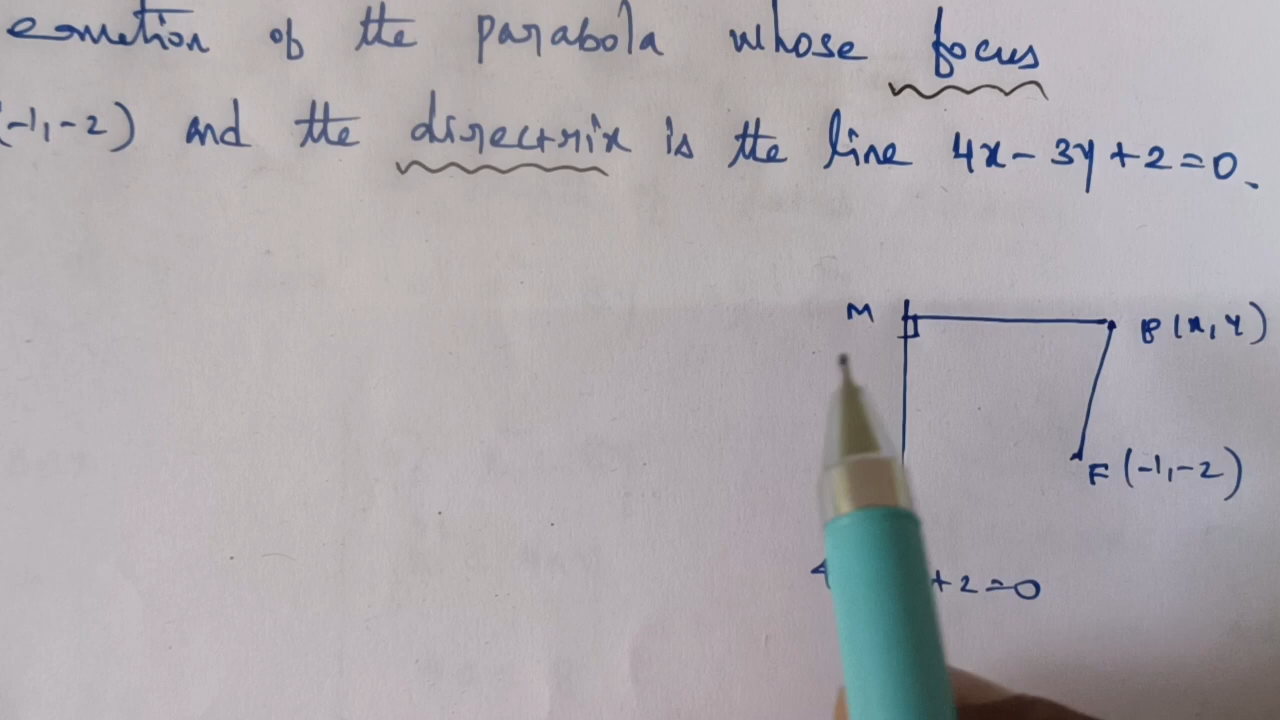 equation of the parabola whose focus
(-1,-2) and the directrix is the line 4x-3y+2=0.
M
P(x,y)
F(-1,-2)
+2=0